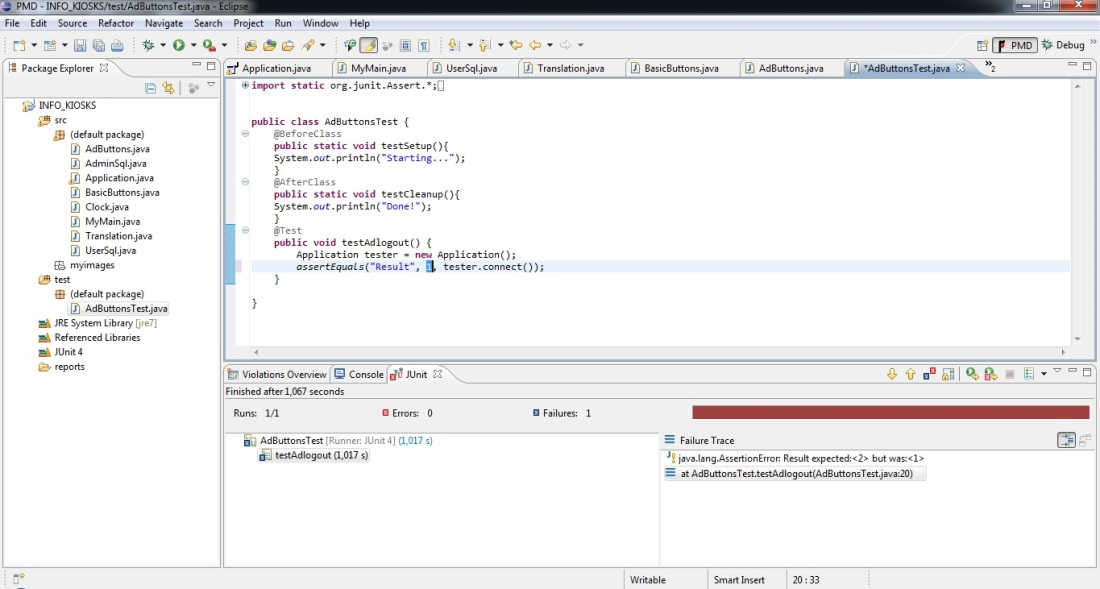 PMD - INFO_KIOSKS/test/AdButtonsTest.java - Eclipse
File Edit Source Refactor Navigate Search Project Run Window Help
PMD Debug »
Package Explorer
INFO_KIOSKS
src
(default package)
AdButtons.java
AdminSql.java
Application.java
BasicButtons.java
Clock.java
MyMain.java
Translation.java
UserSql.java
myimages
test
(default package)
AdButtonsTest.java
JRE System Library [jre7]
Referenced Libraries
JUnit 4
reports
Application.java MyMain.java UserSql.java Translation.java BasicButtons.java AdButtons.java *AdButtonsTest.java »2
import static org.junit.Assert.*;
public class AdButtonsTest {
@BeforeClass
public static void testSetup(){
System.out.println("Starting...");
}
@AfterClass
public static void testCleanup(){
System.out.println("Done!");
}
@Test
public void testAdlogout() {
Application tester = new Application();
assertEquals("Result", , tester.connect());
}
}
Violations Overview Console JUnit
Finished after 1,067 seconds
Runs: 1/1 Errors: 0 Failures: 1
AdButtonsTest [Runner: JUnit 4] (1,017 s)
testAdlogout (1,017 s)
Failure Trace
java.lang.AssertionError: Result expected:<2> but was:<1>
at AdButtonsTest.testAdlogout(AdButtonsTest.java:20)
Writable Smart Insert 20 : 33